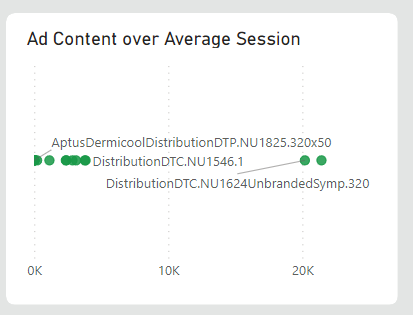 Ad Content over Average Session
AptusDermicoolDistributionDTP.NU1825.320x50
DistributionDTC.NU1546.1
DistributionDTC.NU1624UnbrandedSymp.320
0K
10K
20K